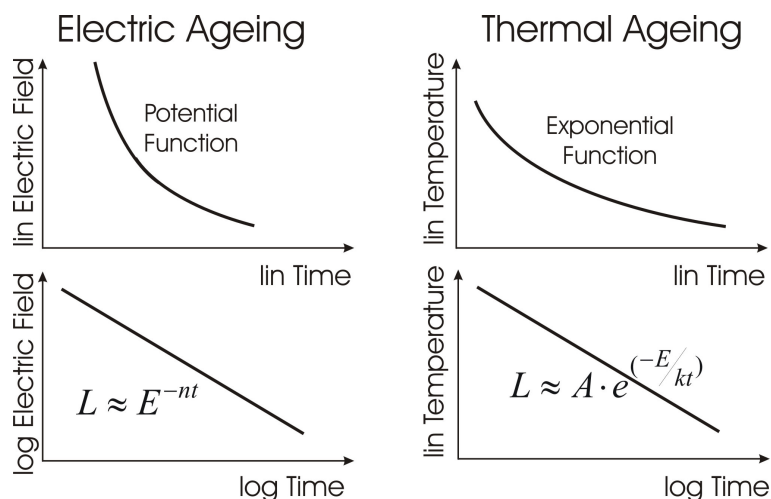 Electric Ageing
lin Electric Field
Potential
Function
lin Time
Thermal Ageing
lin Temperature
Exponential
Function
lin Time
log Electric Field
L ≈ E^{-nt}
log Time
lin Temperature
L ≈ A · e^{(-E/kt)}
log Time